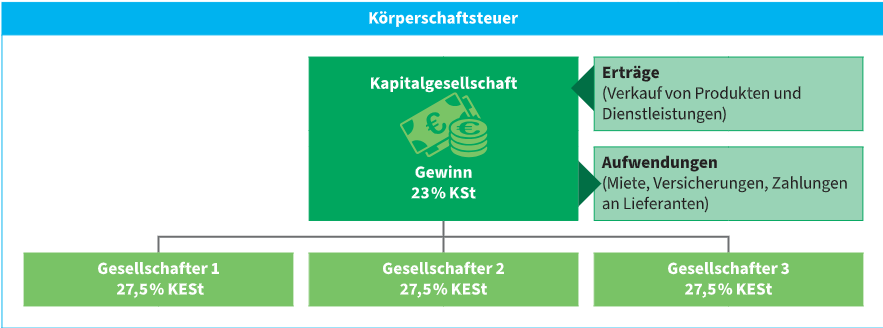 Körperschaftsteuer
Kapitalgesellschaft
€
€
Gewinn
23 % KSt
Erträge
(Verkauf von Produkten und
Dienstleistungen)
Aufwendungen
(Miete, Versicherungen, Zahlungen
an Lieferanten)
Gesellschafter 1
27,5 % KESt
Gesellschafter 2
27,5 % KESt
Gesellschafter 3
27,5 % KESt